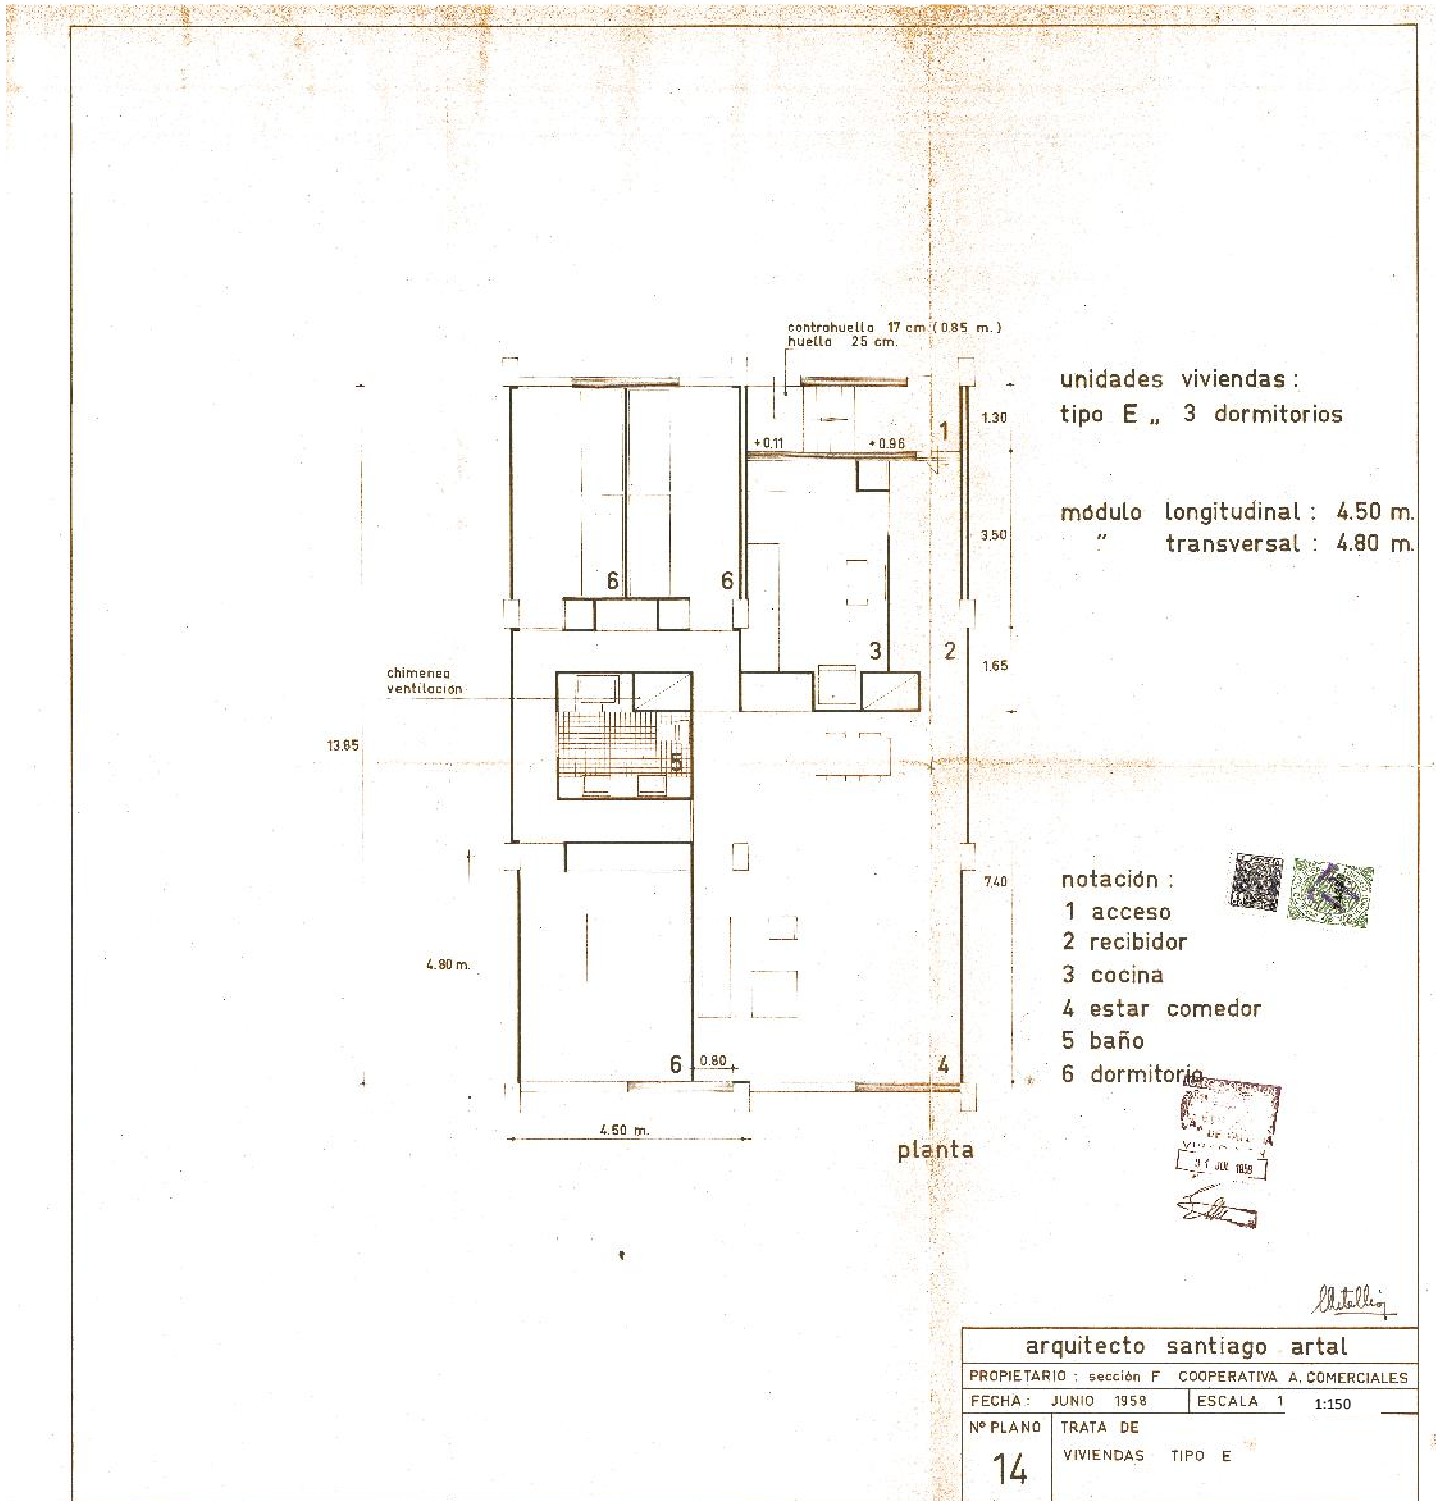 contrahuella 17 cm (0.85 m.)
huella 25 cm.
unidades viviendas :
tipo E „ 3 dormitorios
1.30
1
+0.11
+0.96
módulo longitudinal : 4.50 m.
" transversal : 4.80 m.
3.50
6
6
3
2
1.65
chimenea
ventilación
13.85
5
7.40
notación :
1 acceso
2 recibidor
3 cocina
4 estar comedor
5 baño
6 dormitorio
4.80 m.
6
0.80
4
4.50 m.
planta
arquitecto santiago artal
PROPIETARIO : sección F COOPERATIVA A. COMERCIALES
FECHA : JUNIO 1958
ESCALA 1 1:150
Nº PLANO
TRATA DE
14
VIVIENDAS TIPO E